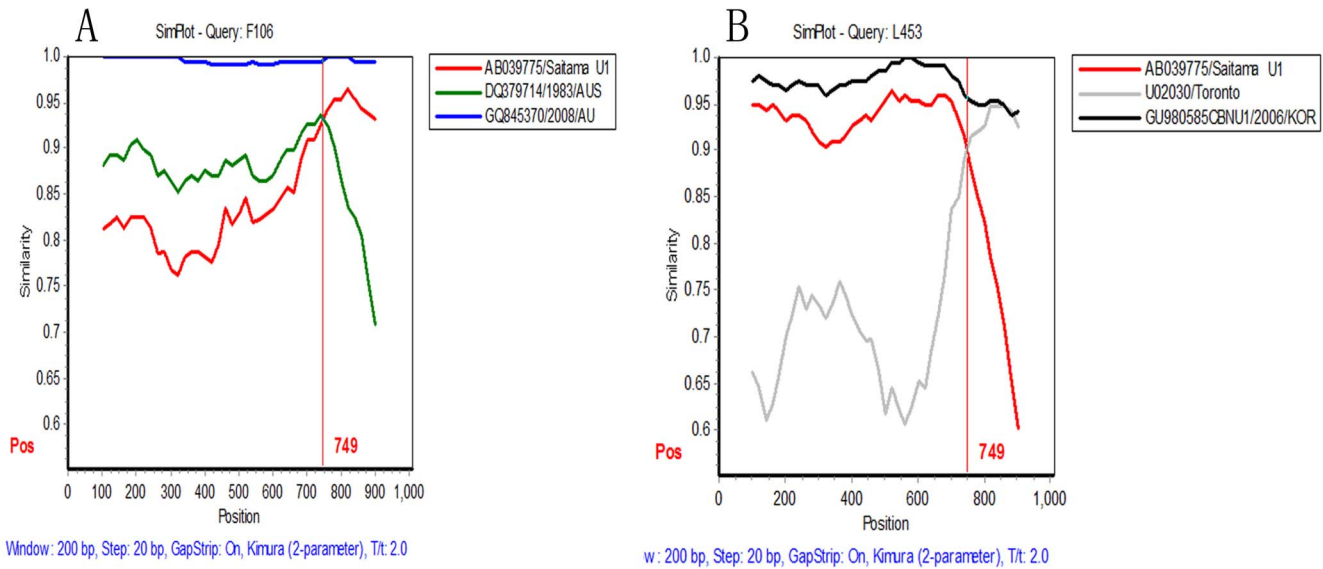 A
SimPlot - Query: F106
AB039775/Saitama U1
DQ379714/1983/AUS
GQ845370/2008/AU
1.0
0.95
0.9
0.85
0.8
0.75
0.7
0.65
0.6
Similarity
Pos
749
0 100 200 300 400 500 600 700 800 900 1,000
Position
Window: 200 bp, Step: 20 bp, GapStrip: On, Kimura (2-parameter), T/t: 2.0
B
SimPlot - Query: L453
AB039775/Saitama U1
U02030/Toronto
GU980585CBNU1/2006/KOR
1.0
0.95
0.9
0.85
0.8
0.75
0.7
0.65
0.6
Similarity
Pos
749
0 200 400 600 800 1,000
Position
w: 200 bp, Step: 20 bp, GapStrip: On, Kimura (2-parameter), T/t: 2.0